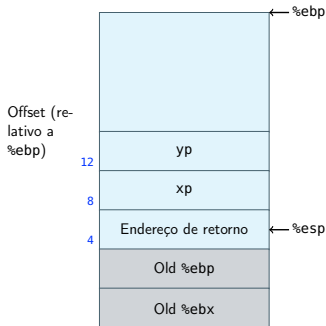 %ebp
Offset (re-
lativo a
%ebp)
yp
12
xp
8
Endereço de retorno
%esp
4
Old %ebp
Old %ebx